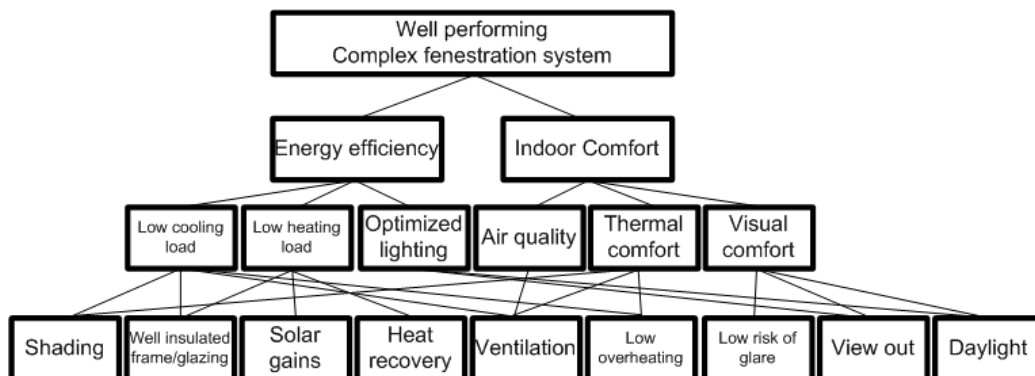 Well performing
Complex fenestration system
Energy efficiency
Indoor Comfort
Low cooling
load
Low heating
load
Optimized
lighting
Air quality
Thermal
comfort
Visual
comfort
Shading
Well insulated
frame/glazing
Solar
gains
Heat
recovery
Ventilation
Low
overheating
Low risk of
glare
View out
Daylight